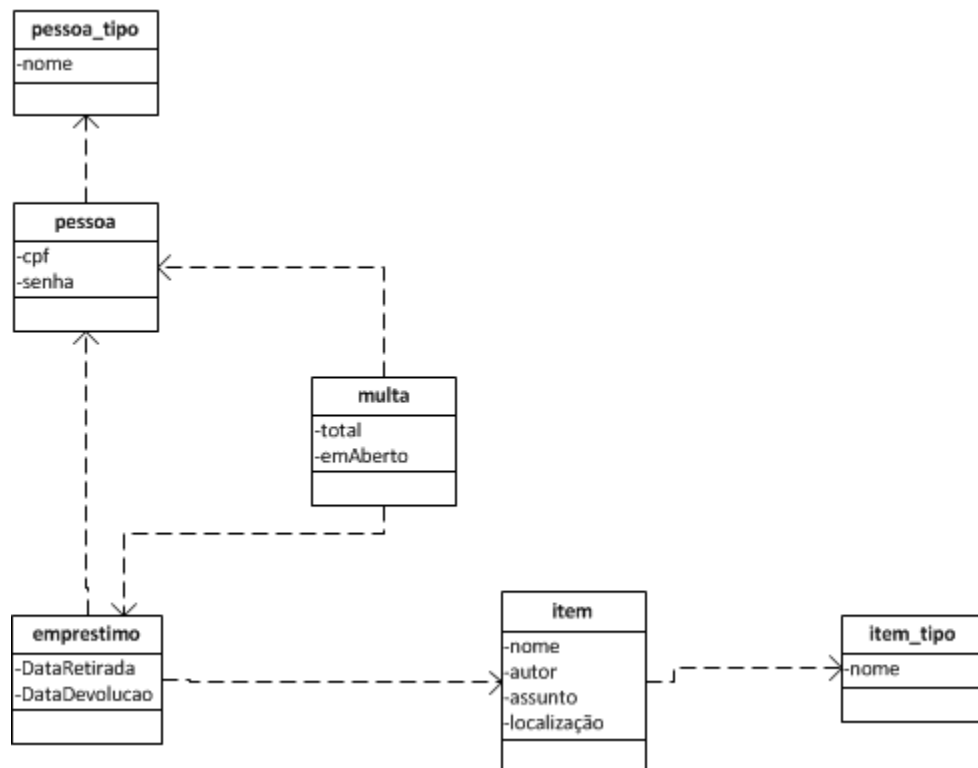 pessoa_tipo
-nome
pessoa
-cpf
-senha
multa
-total
-emAberto
emprestimo
-DataRetirada
-DataDevolucao
item
-nome
-autor
-assunto
-localização
item_tipo
-nome